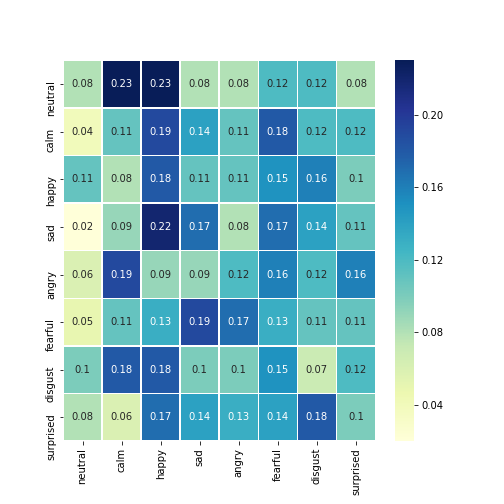 neutral 0.08 0.23 0.23 0.08 0.08 0.12 0.12 0.08
calm 0.04 0.11 0.19 0.14 0.11 0.18 0.12 0.12
happy 0.11 0.08 0.18 0.11 0.11 0.15 0.16 0.1
sad 0.02 0.09 0.22 0.17 0.08 0.17 0.14 0.11
angry 0.06 0.19 0.09 0.09 0.12 0.16 0.12 0.16
fearful 0.05 0.11 0.13 0.19 0.17 0.13 0.11 0.11
disgust 0.1 0.18 0.18 0.1 0.1 0.15 0.07 0.12
surprised 0.08 0.06 0.17 0.14 0.13 0.14 0.18 0.1
neutral calm happy sad angry fearful disgust surprised
0.20
0.16
0.12
0.08
0.04